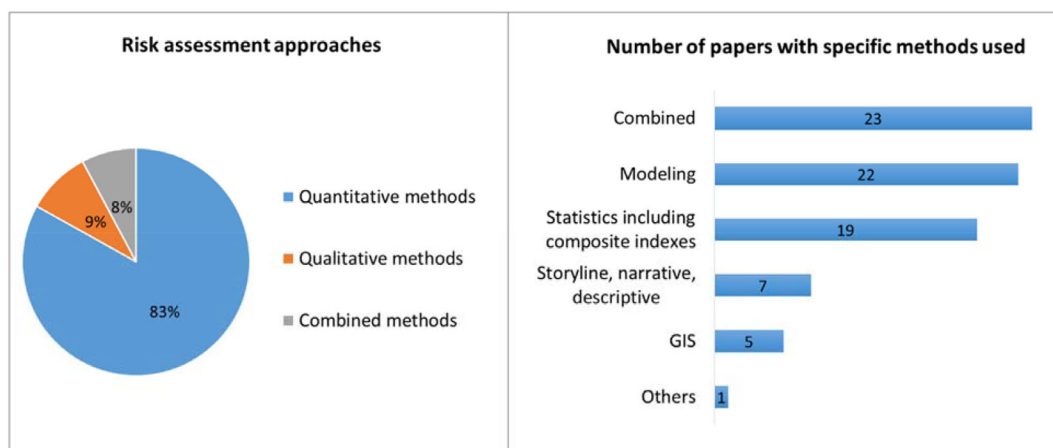 Risk assessment approaches
83%
9%
8%
Quantitative methods
Qualitative methods
Combined methods
Number of papers with specific methods used
Combined
23
Modeling
22
Statistics including
composite indexes
19
Storyline, narrative,
descriptive
7
GIS
5
Others
1